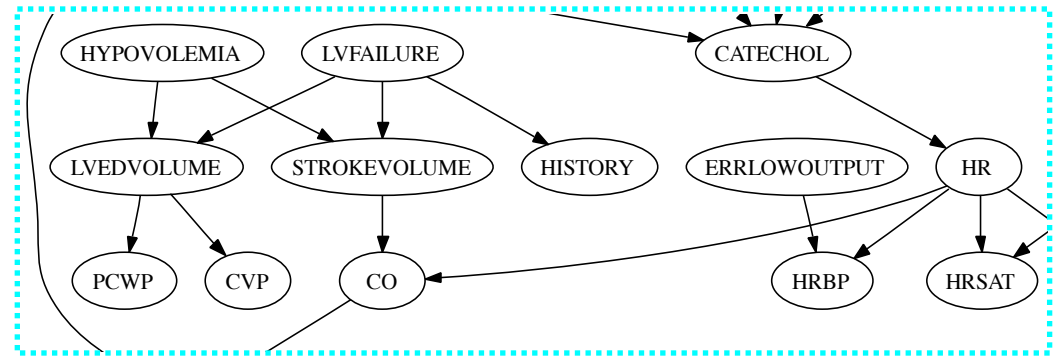 HYPOVOLEMIA LVFAILURE CATECHOL
LVEDVOLUME STROKEVOLUME HISTORY ERRLOWOUTPUT HR
PCWP CVP CO HRBP HRSAT